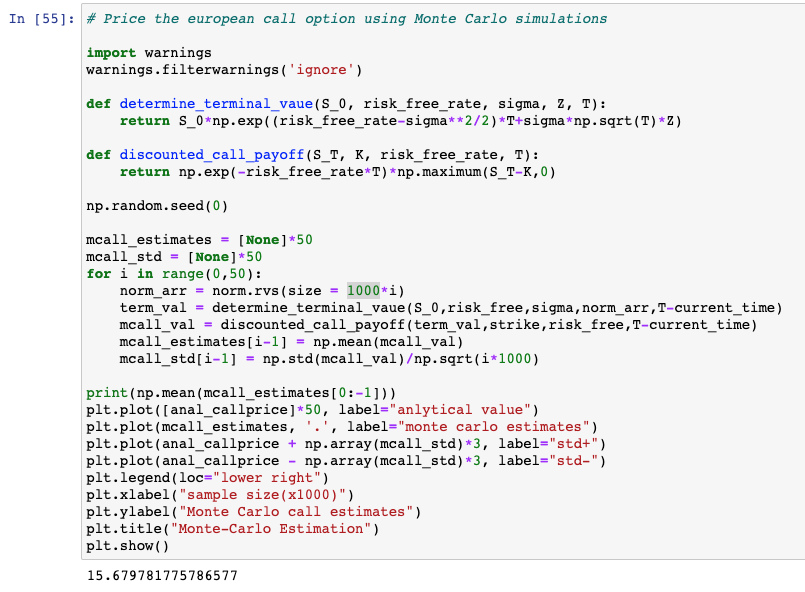 In [55]: # Price the european call option using Monte Carlo simulations
import warnings
warnings.filterwarnings('ignore')
def determine_terminal_vaue(S_0, risk_free_rate, sigma, Z, T):
    return S_0*np.exp((risk_free_rate-sigma**2/2)*T+sigma*np.sqrt(T)*Z)
def discounted_call_payoff(S_T, K, risk_free_rate, T):
    return np.exp(-risk_free_rate*T)*np.maximum(S_T-K,0)
np.random.seed(0)
mcall_estimates = [None]*50
mcall_std = [None]*50
for i in range(0,50):
    norm_arr = norm.rvs(size = 1000*i)
    term_val = determine_terminal_vaue(S_0,risk_free,sigma,norm_arr,T-current_time)
    mcall_val = discounted_call_payoff(term_val,strike,risk_free,T-current_time)
    mcall_estimates[i-1] = np.mean(mcall_val)
    mcall_std[i-1] = np.std(mcall_val)/np.sqrt(i*1000)
print(np.mean(mcall_estimates[0:-1]))
plt.plot([anal_callprice]*50, label="anlytical value")
plt.plot(mcall_estimates, '.', label="monte carlo estimates")
plt.plot(anal_callprice + np.array(mcall_std)*3, label="std+")
plt.plot(anal_callprice - np.array(mcall_std)*3, label="std-")
plt.legend(loc="lower right")
plt.xlabel("sample size(x1000)")
plt.ylabel("Monte Carlo call estimates")
plt.title("Monte-Carlo Estimation")
plt.show()
15.679781775786577